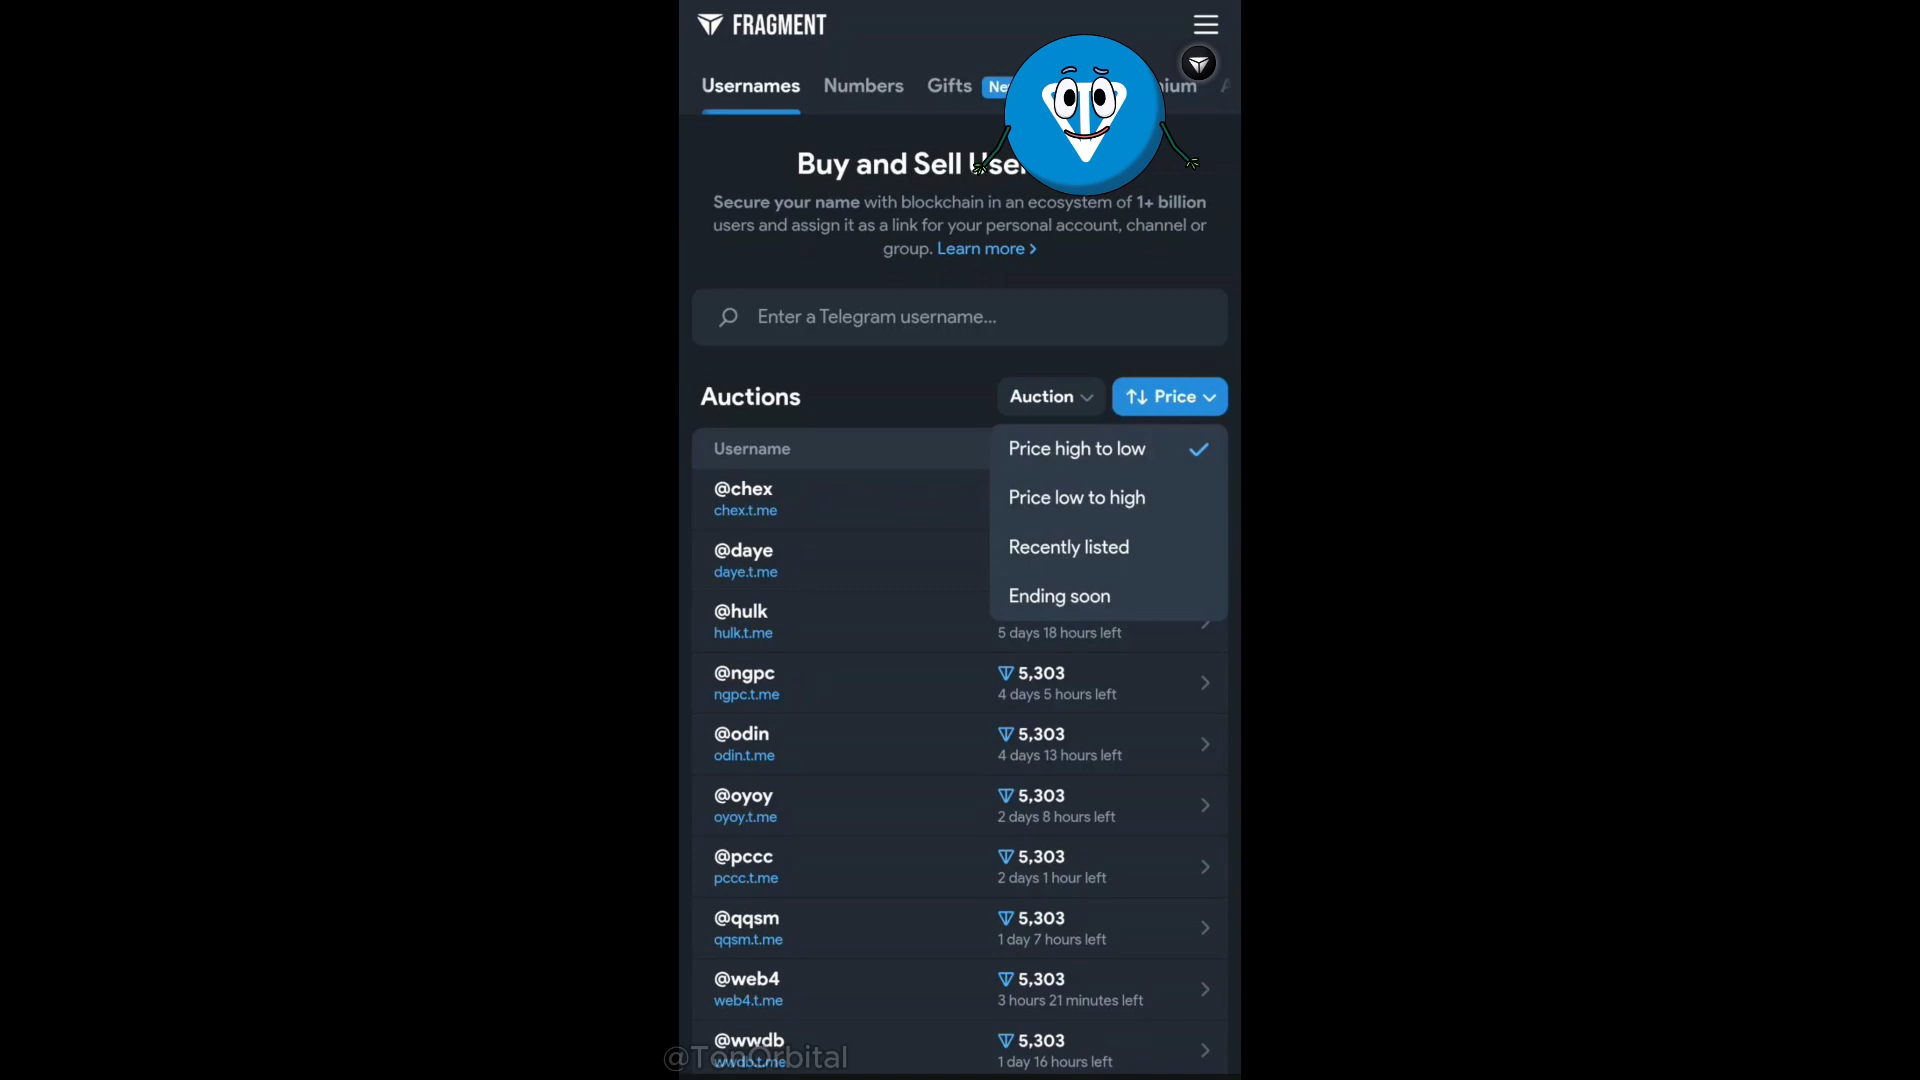 FRAGMENT
Usernames Numbers Gifts
Buy and Sell
Secure your name with blockchain in an ecosystem of 1+ billion
users and assign it as a link for your personal account, channel or
group. Learn more >
Enter a Telegram username...
Auctions
Auction
Price
Username
Price high to low
Price low to high
Recently listed
Ending soon
@chex
chex.t.me
@daye
daye.t.me
@hulk
hulk.t.me
5 days 18 hours left
@ngpc
5,303
ngpc.t.me
4 days 5 hours left
@odin
5,303
odin.t.me
4 days 13 hours left
@oyoy
5,303
oyoy.t.me
2 days 8 hours left
@pccc
5,303
pccc.t.me
2 days 1 hour left
@qqsm
5,303
qqsm.t.me
1 day 7 hours left
@web4
5,303
web4.t.me
3 hours 21 minutes left
@wwdb
5,303
wwdb.t.me
1 day 16 hours left
@TonOrbital